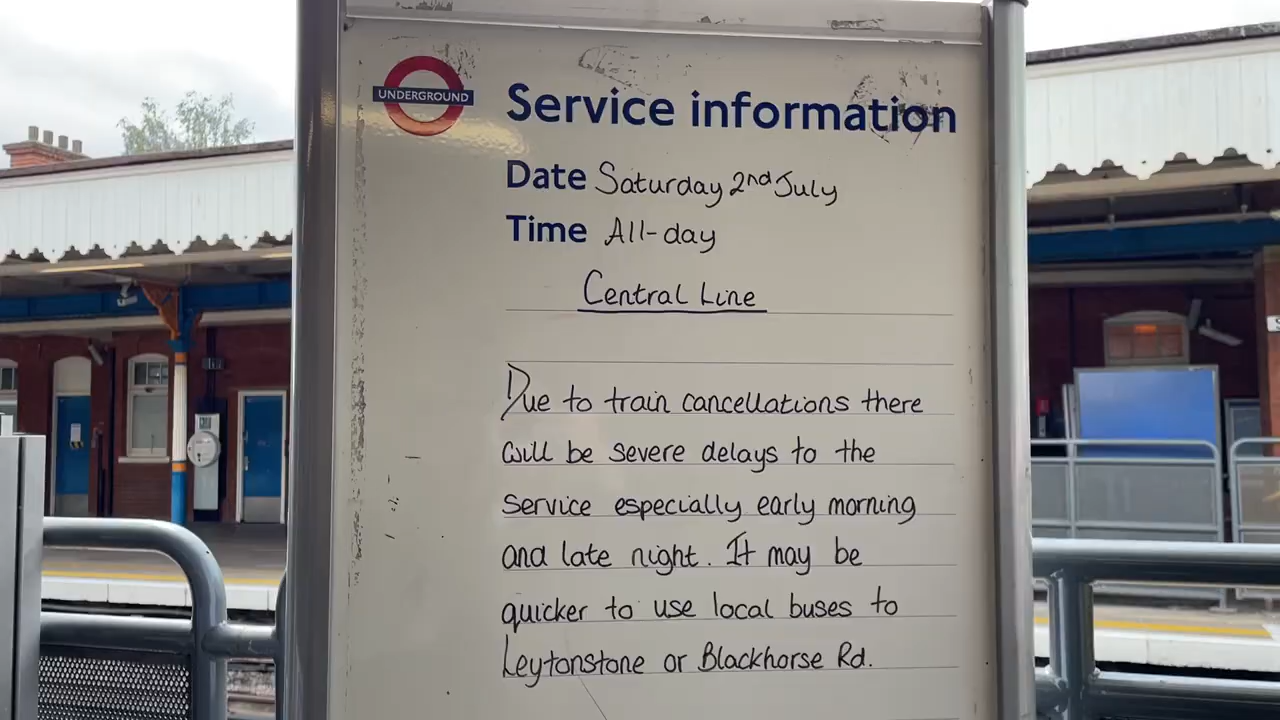 UNDERGROUND
Service information
Date Saturday 2nd July
Time All-day
Central Line
Due to train cancellations there
will be severe delays to the
service especially early morning
and late night. It may be
quicker to use local buses to
Leytonstone or Blackhorse Rd.